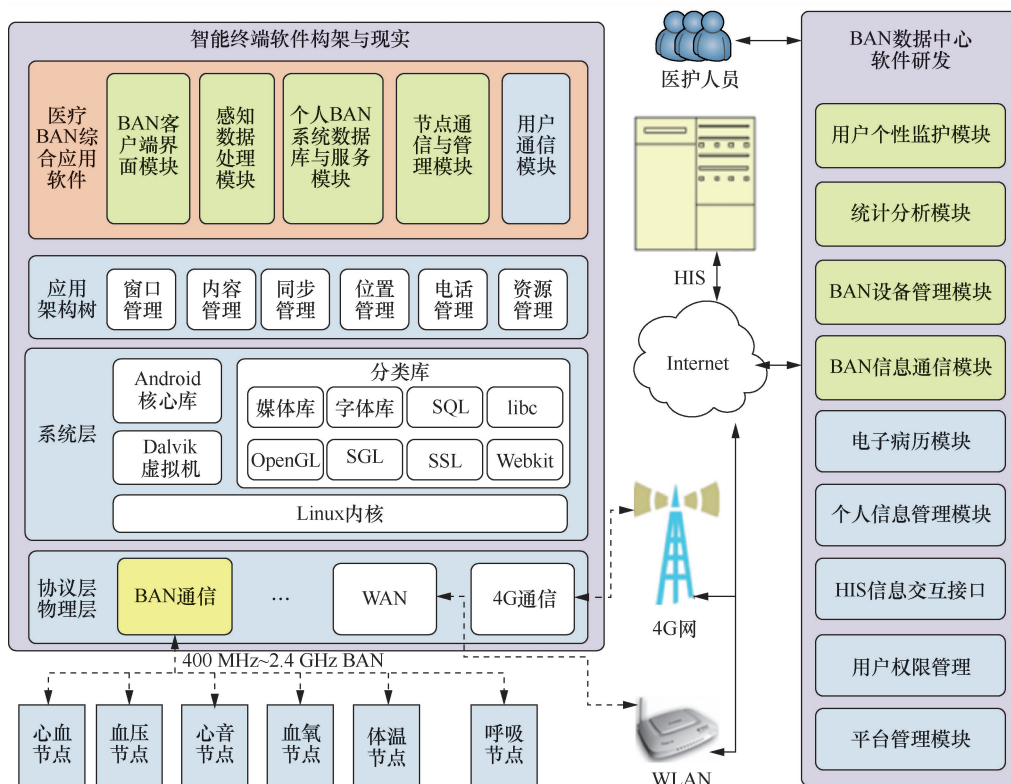 智能终端软件构架与现实
医疗
BAN综
合应用
软件
BAN客
户端界
面模块
感知
数据
处理
模块
个人BAN
系统数据
库与服务
模块
节点通
信与管
理模块
用户
通信
模块
应用
架构树
窗口
管理
内容
管理
同步
管理
位置
管理
电话
管理
资源
管理
系统层
Android
核心库
Dalvik
虚拟机
分类库
媒体库
字体库
SQL
libc
OpenGL
SGL
SSL
Webkit
Linux内核
协议层
物理层
BAN通信
…
WAN
4G通信
400 MHz~2.4 GHz BAN
心血
节点
血压
节点
心音
节点
血氧
节点
体温
节点
呼吸
节点
医护人员
HIS
Internet
4G网
WLAN
BAN数据中心
软件研发
用户个性监护模块
统计分析模块
BAN设备管理模块
BAN信息通信模块
电子病历模块
个人信息管理模块
HIS信息交互接口
用户权限管理
平台管理模块